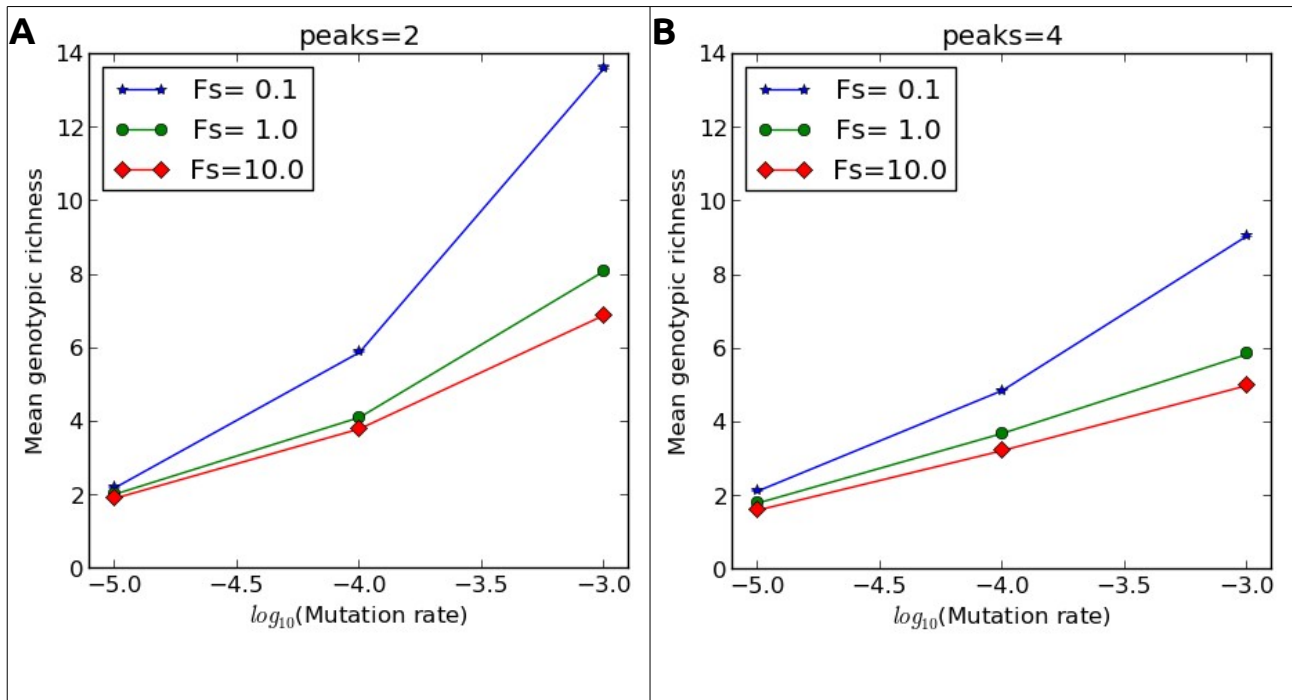 A
peaks=2
14
12
10
8
6
4
2
0
Mean genotypic richness
Fs= 0.1
Fs= 1.0
Fs=10.0
−5.0 −4.5 −4.0 −3.5 −3.0
log10(Mutation rate)
B
peaks=4
14
12
10
8
6
4
2
0
Mean genotypic richness
Fs= 0.1
Fs= 1.0
Fs=10.0
−5.0 −4.5 −4.0 −3.5 −3.0
log10(Mutation rate)